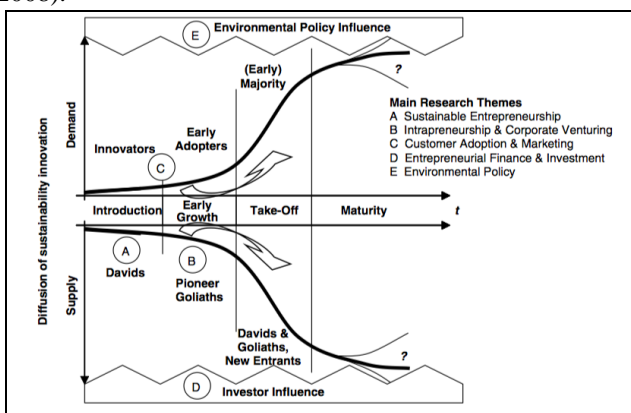 2008).
E
Environmental Policy Influence
Diffusion of sustainability innovation
Demand
(Early)
Majority
?
Innovators
Early
Adopters
C
Main Research Themes
A Sustainable Entrepreneurship
B Intrapreneurship & Corporate Venturing
C Customer Adoption & Marketing
D Entrepreneurial Finance & Investment
E Environmental Policy
Introduction
Early
Growth
Take-Off
Maturity
t
Supply
A
Davids
B
Pioneer
Goliaths
Davids &
Goliaths,
New Entrants
?
D
Investor Influence